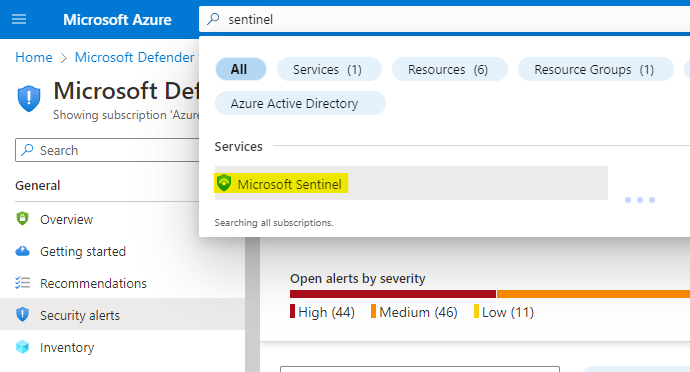 Microsoft Azure
sentinel
Home > Microsoft Defender
Microsoft Def
Showing subscription 'Azure
Search
General
Overview
Getting started
Recommendations
Security alerts
Inventory
All
Services (1)
Resources (6)
Resource Groups (1)
Azure Active Directory
Services
Microsoft Sentinel
Searching all subscriptions.
Open alerts by severity
High (44) Medium (46) Low (11)